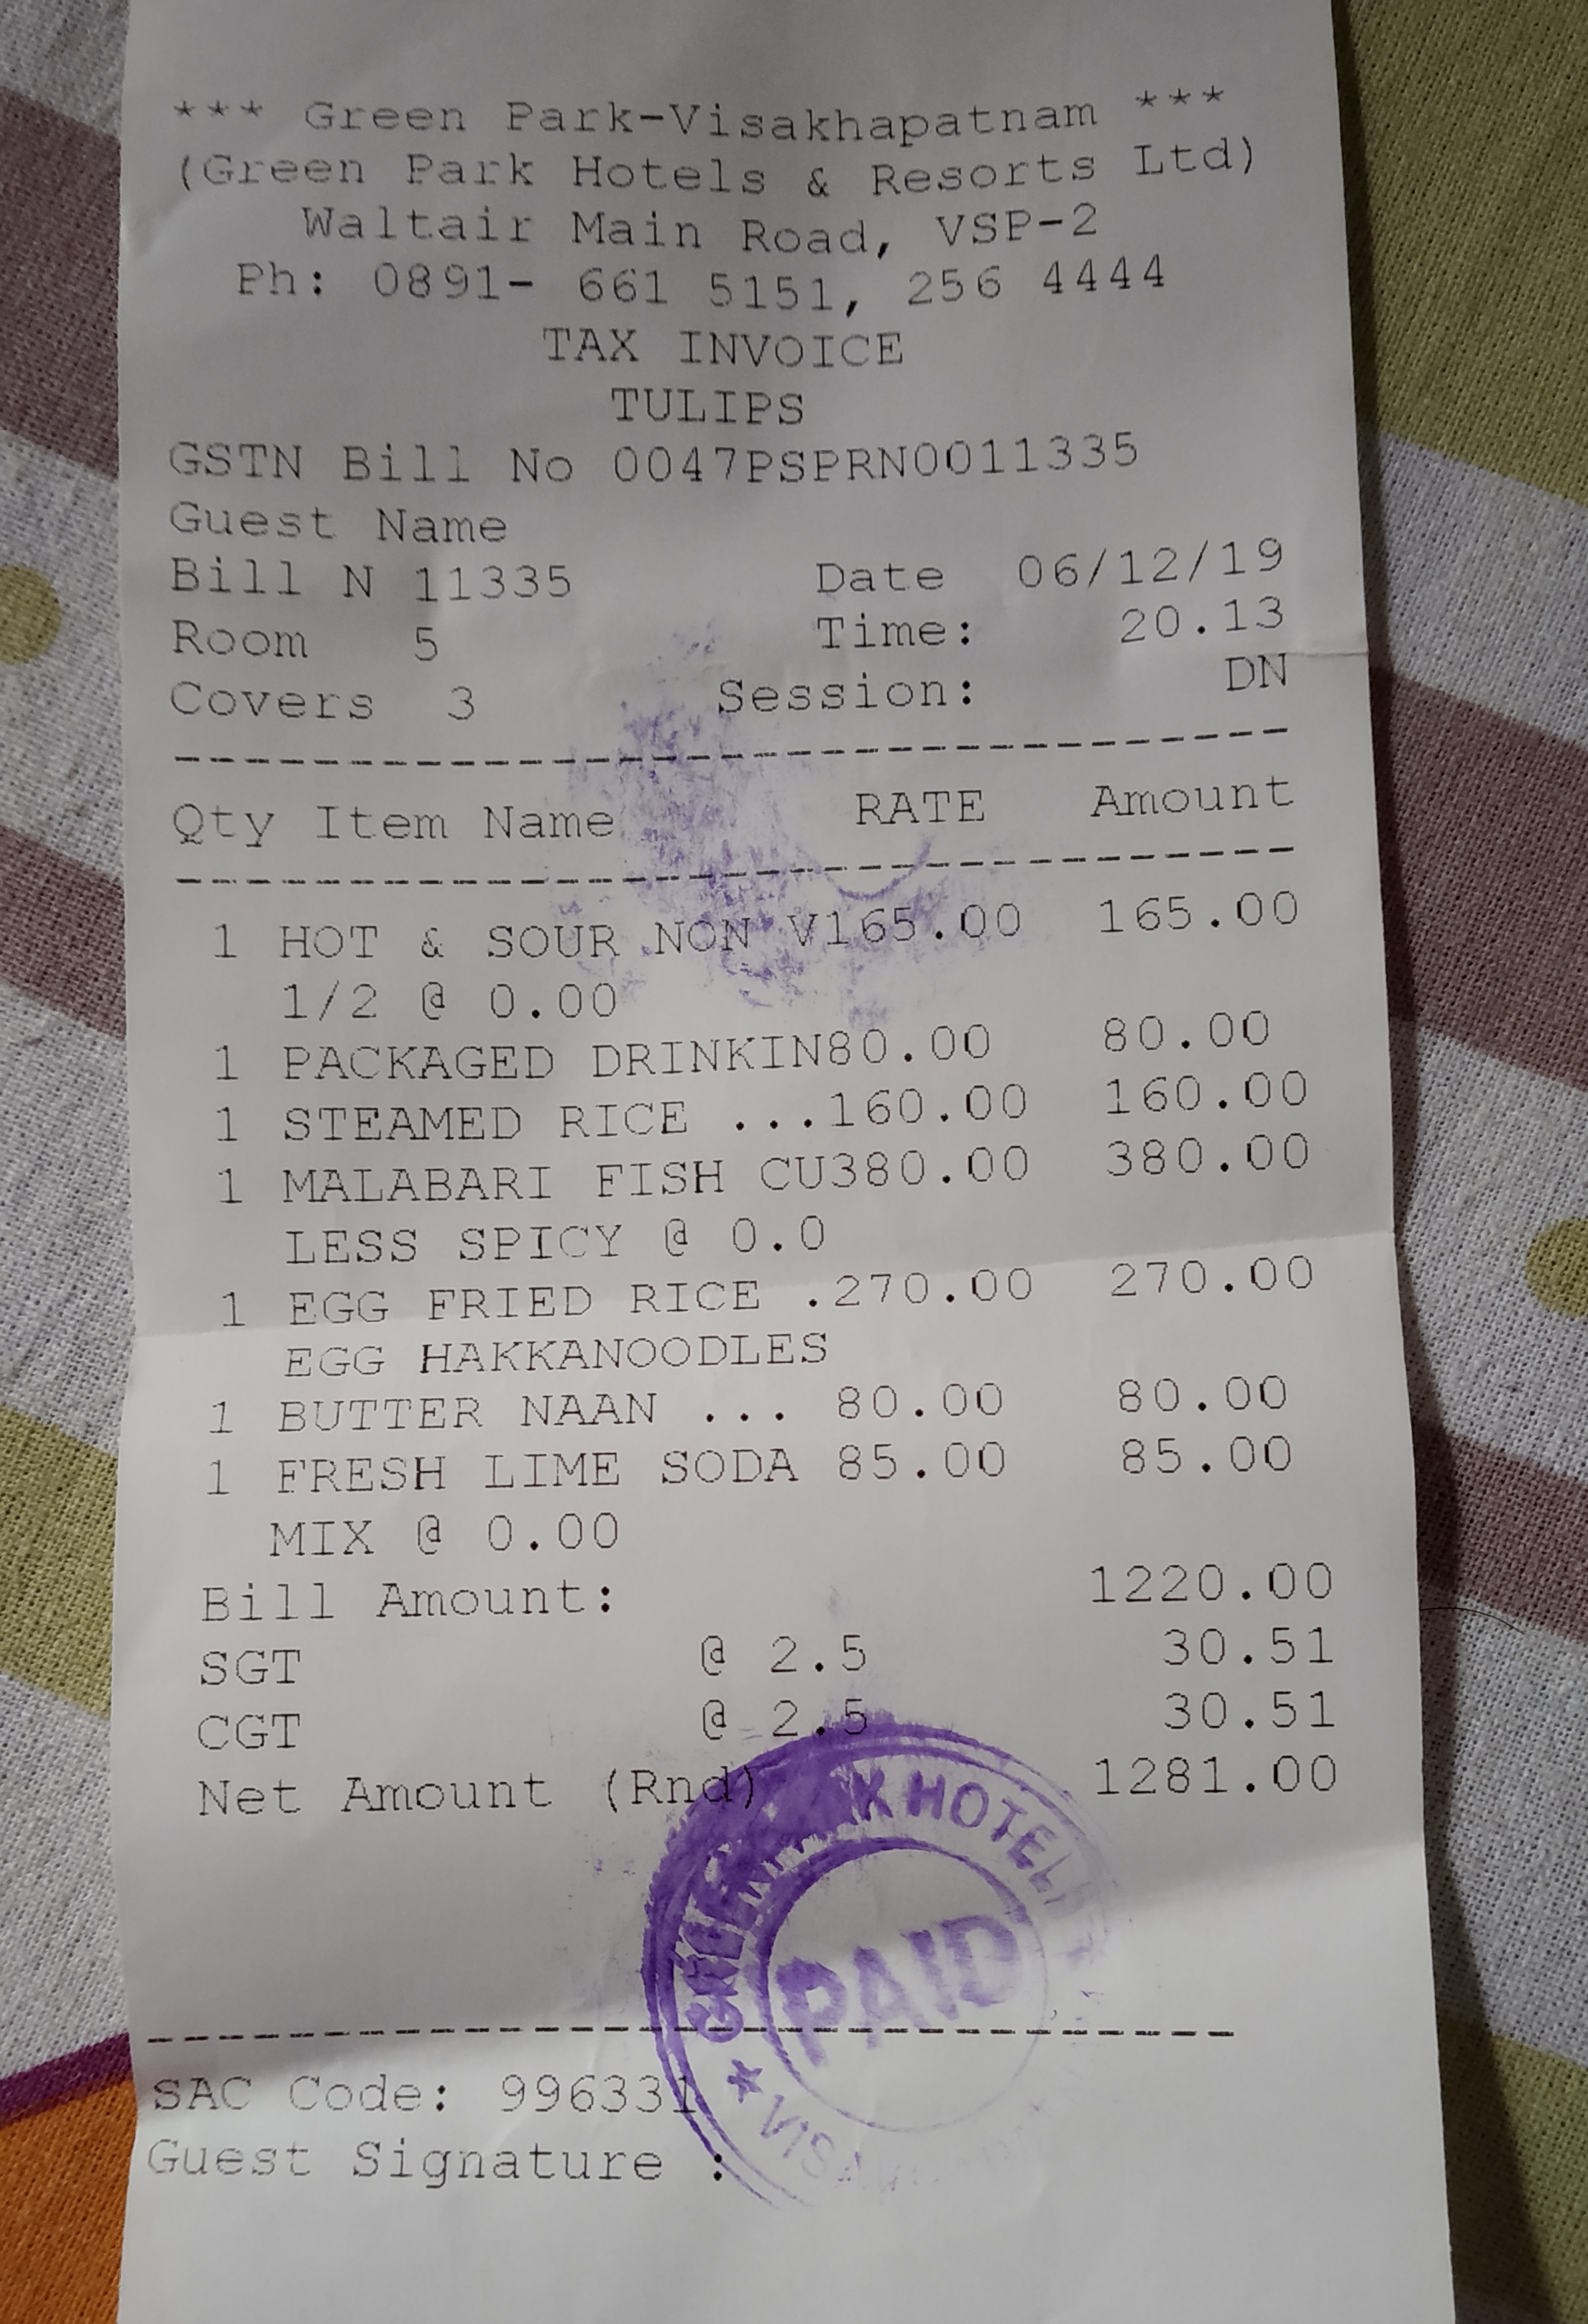 *** Green Park-Visakhapatnam ***
(Green Park Hotels & Resorts Ltd)
Waltair Main Road, VSP-2
Ph: 0891- 661 5151, 256 4444
TAX INVOICE
TULIPS
GSTN Bill No 0047PSPRN0011335
Guest Name
Bill N 11335 Date 06/12/19
Room 5 Time: 20.13
Covers 3 Session: DN
Qty Item Name RATE Amount
1 HOT & SOUR NON V165.00 165.00
1/2 @ 0.00
1 PACKAGED DRINKIN80.00 80.00
1 STEAMED RICE ...160.00 160.00
1 MALABARI FISH CU380.00 380.00
LESS SPICY @ 0.0
1 EGG FRIED RICE .270.00 270.00
EGG HAKKANOODLES
1 BUTTER NAAN ... 80.00 80.00
1 FRESH LIME SODA 85.00 85.00
MIX @ 0.00
Bill Amount: 1220.00
SGT @ 2.5 30.51
CGT @ 2.5 30.51
Net Amount (Rnd) 1281.00
PAID
SAC Code: 996331
Guest Signature :